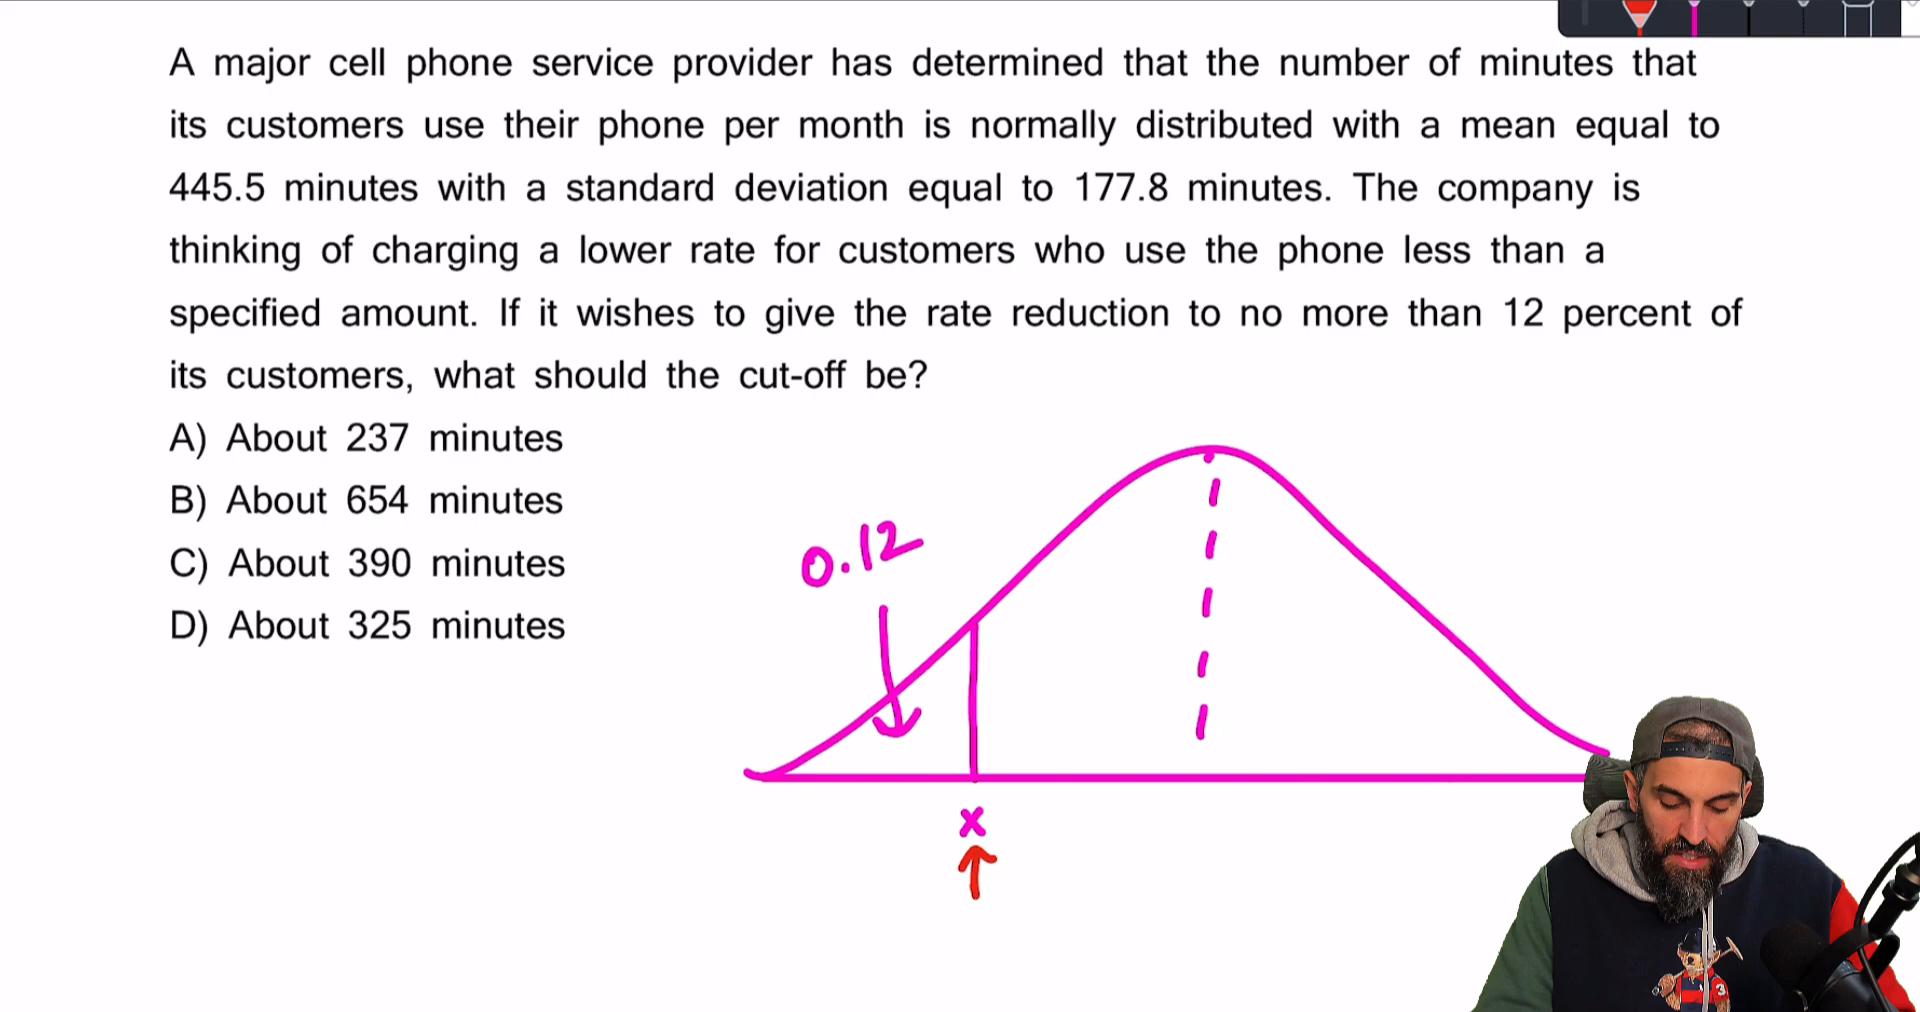 A major cell phone service provider has determined that the number of minutes that
its customers use their phone per month is normally distributed with a mean equal to
445.5 minutes with a standard deviation equal to 177.8 minutes. The company is
thinking of charging a lower rate for customers who use the phone less than a
specified amount. If it wishes to give the rate reduction to no more than 12 percent of
its customers, what should the cut-off be?
A) About 237 minutes
B) About 654 minutes
C) About 390 minutes
D) About 325 minutes
0.12
x
3